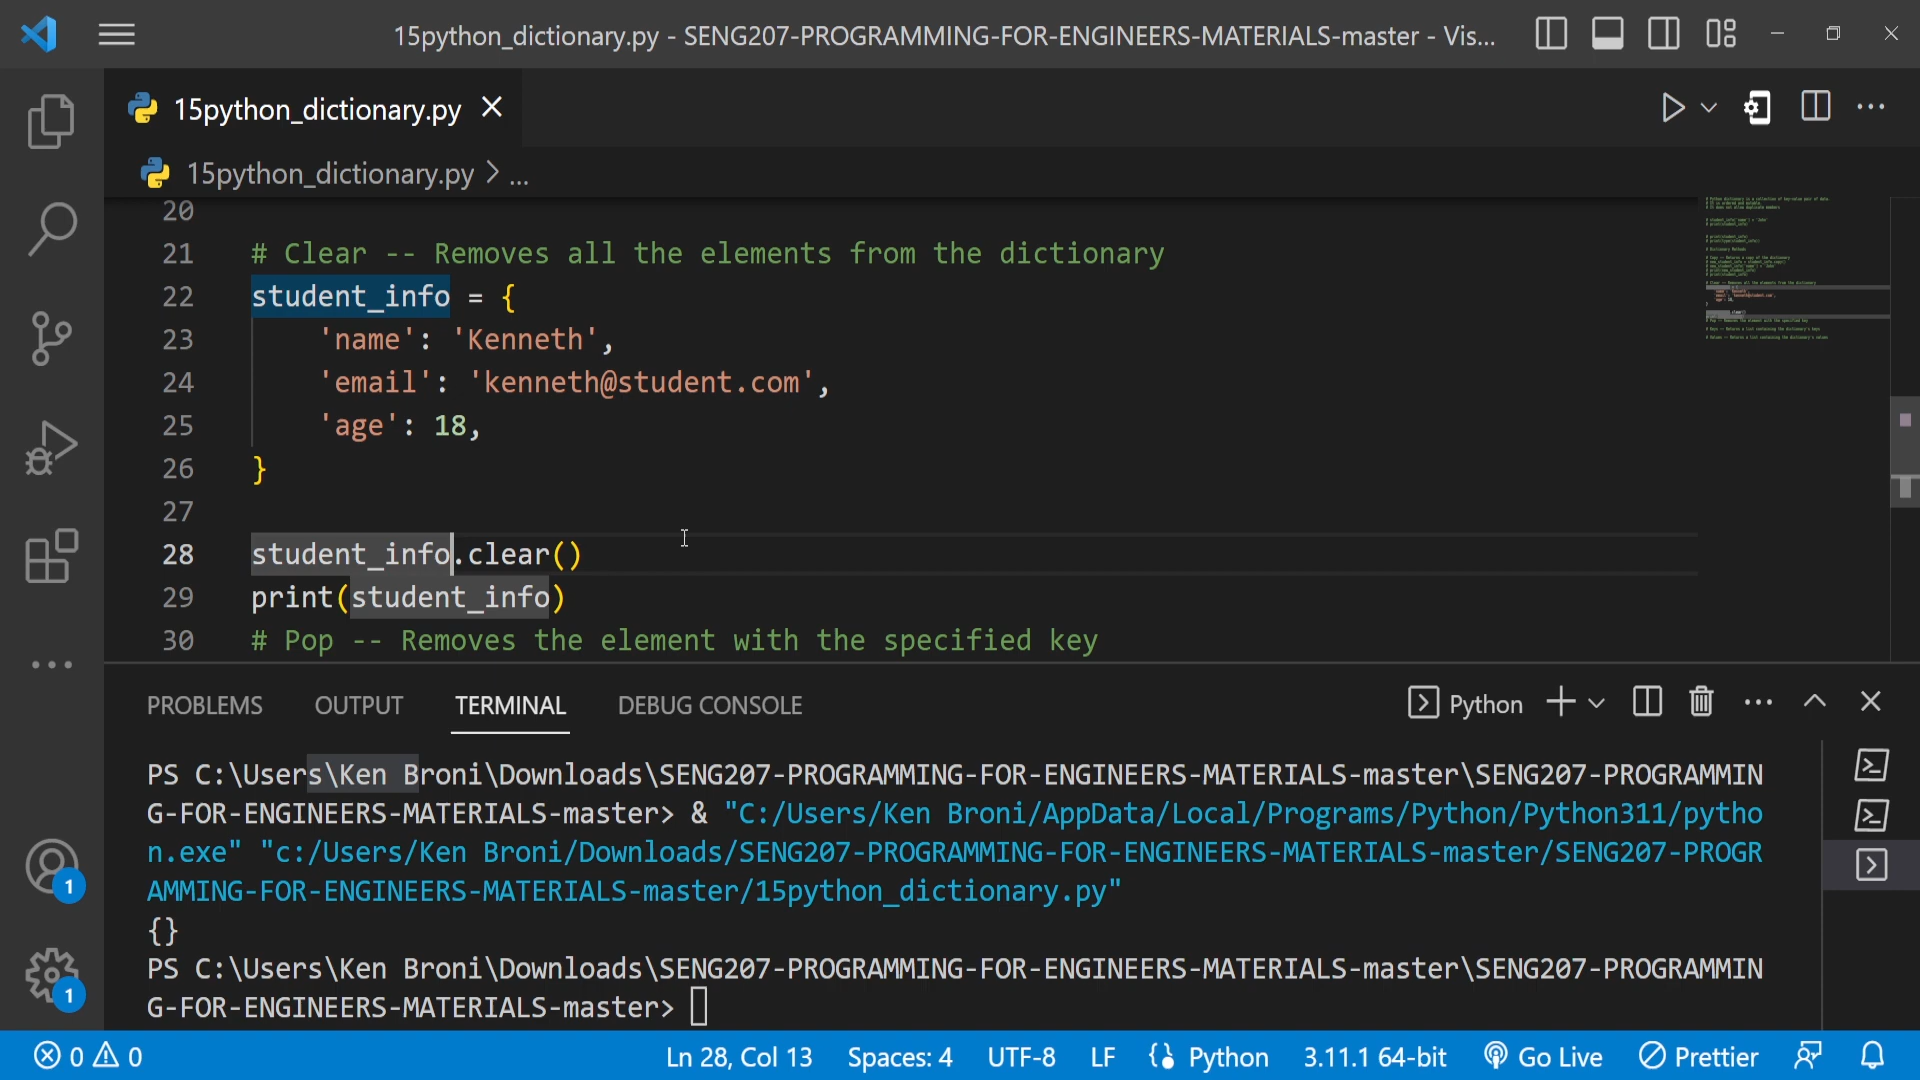 15python_dictionary.py - SENG207-PROGRAMMING-FOR-ENGINEERS-MATERIALS-master - Vis...
15python_dictionary.py
15python_dictionary.py > ...
20
21 # Clear -- Removes all the elements from the dictionary
22 student_info = {
23 'name': 'Kenneth',
24 'email': 'kenneth@student.com',
25 'age': 18,
26 }
27
28 student_info.clear()
29 print(student_info)
30 # Pop -- Removes the element with the specified key
PROBLEMS OUTPUT TERMINAL DEBUG CONSOLE Python
PS C:\Users\Ken Broni\Downloads\SENG207-PROGRAMMING-FOR-ENGINEERS-MATERIALS-master\SENG207-PROGRAMMIN
G-FOR-ENGINEERS-MATERIALS-master> & "C:/Users/Ken Broni/AppData/Local/Programs/Python/Python311/pytho
n.exe" "c:/Users/Ken Broni/Downloads/SENG207-PROGRAMMING-FOR-ENGINEERS-MATERIALS-master/SENG207-PROGR
AMMING-FOR-ENGINEERS-MATERIALS-master/15python_dictionary.py"
{}
PS C:\Users\Ken Broni\Downloads\SENG207-PROGRAMMING-FOR-ENGINEERS-MATERIALS-master\SENG207-PROGRAMMIN
G-FOR-ENGINEERS-MATERIALS-master>
1
1
0 0 Ln 28, Col 13 Spaces: 4 UTF-8 LF Python 3.11.1 64-bit Go Live Prettier